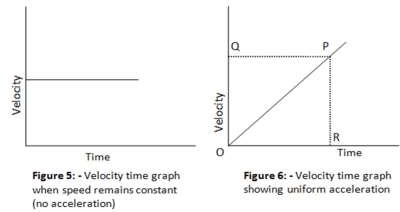 Velocity
Time
Figure 5: - Velocity time graph
when speed remains constant
(no acceleration)
Q
P
Velocity
O
R
Time
Figure 6: - Velocity time graph
showing uniform acceleration